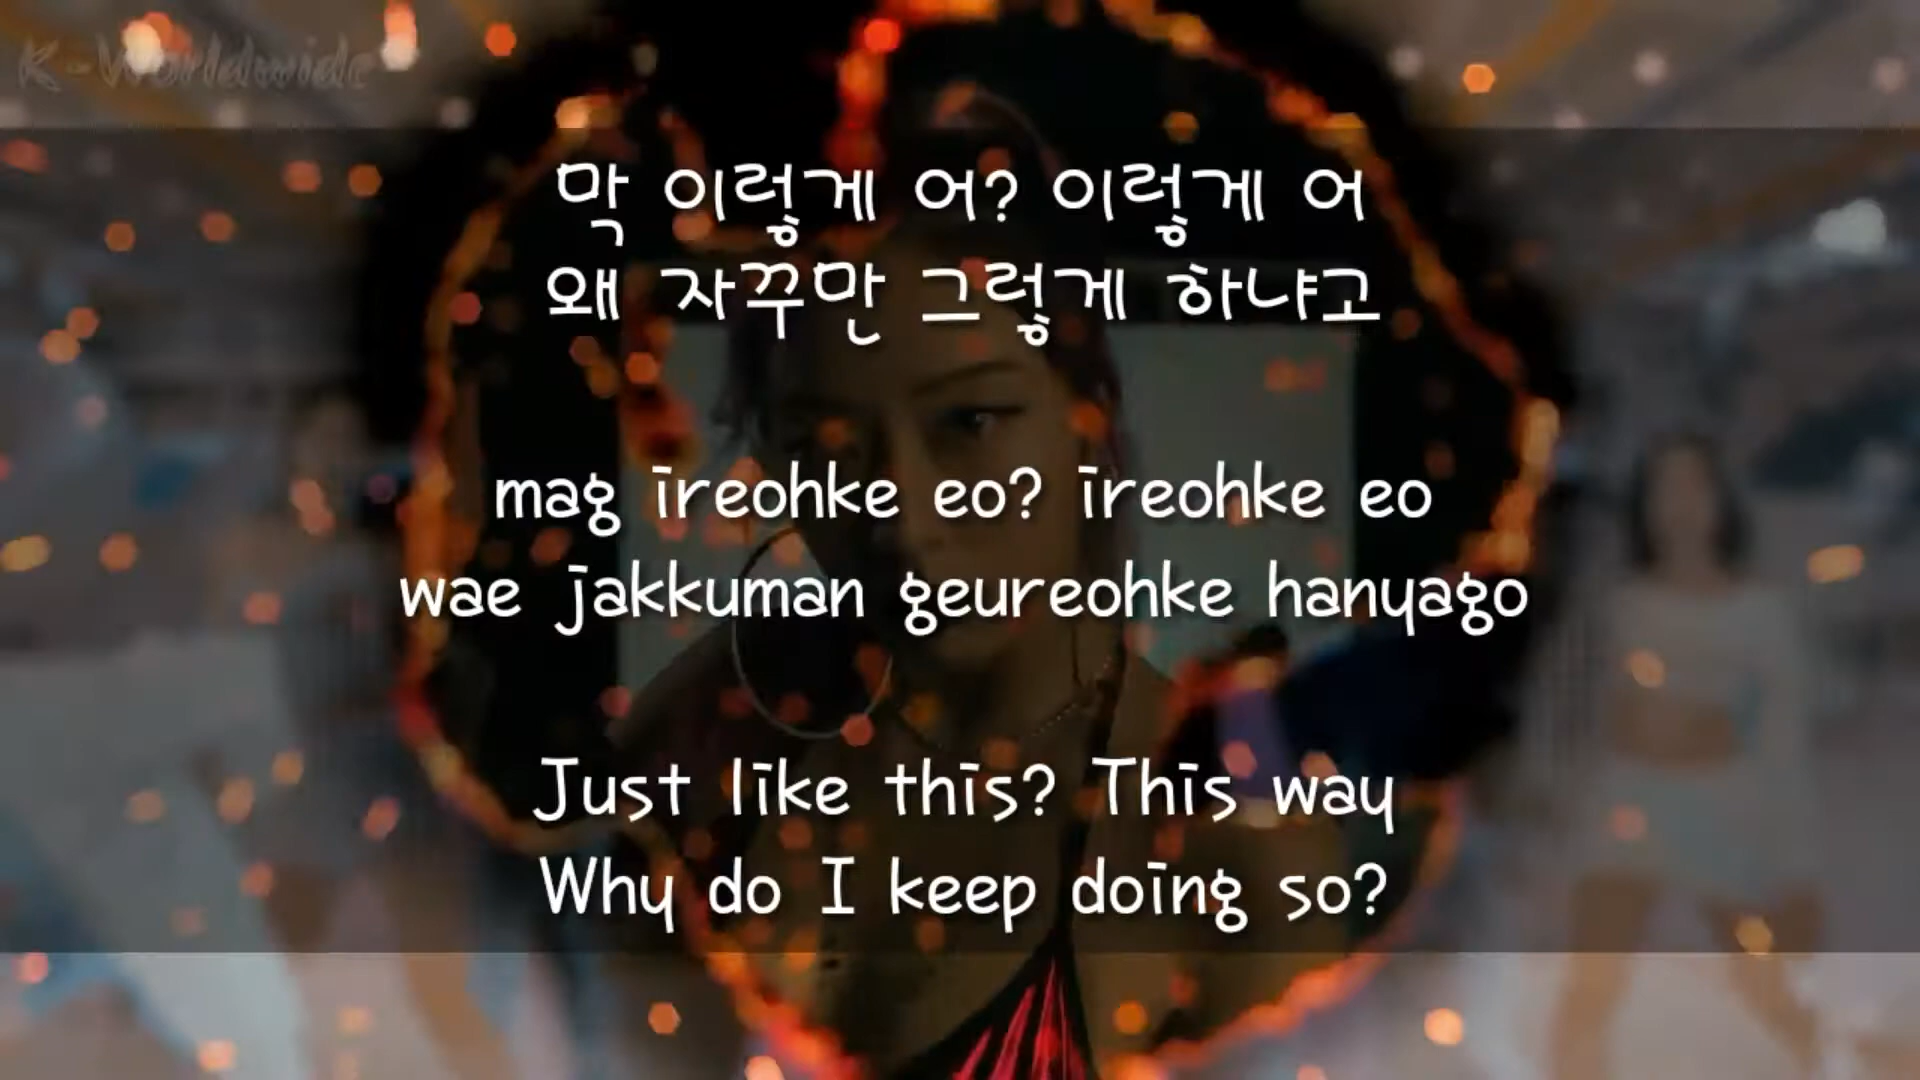 K-Worldwide
막 이렇게 어? 이렇게 어
왜 자꾸만 그렇게 하냐고
mag ireohke eo? ireohke eo
wae jakkuman geureohke hanyago
Just like this? This way
Why do I keep doing so?